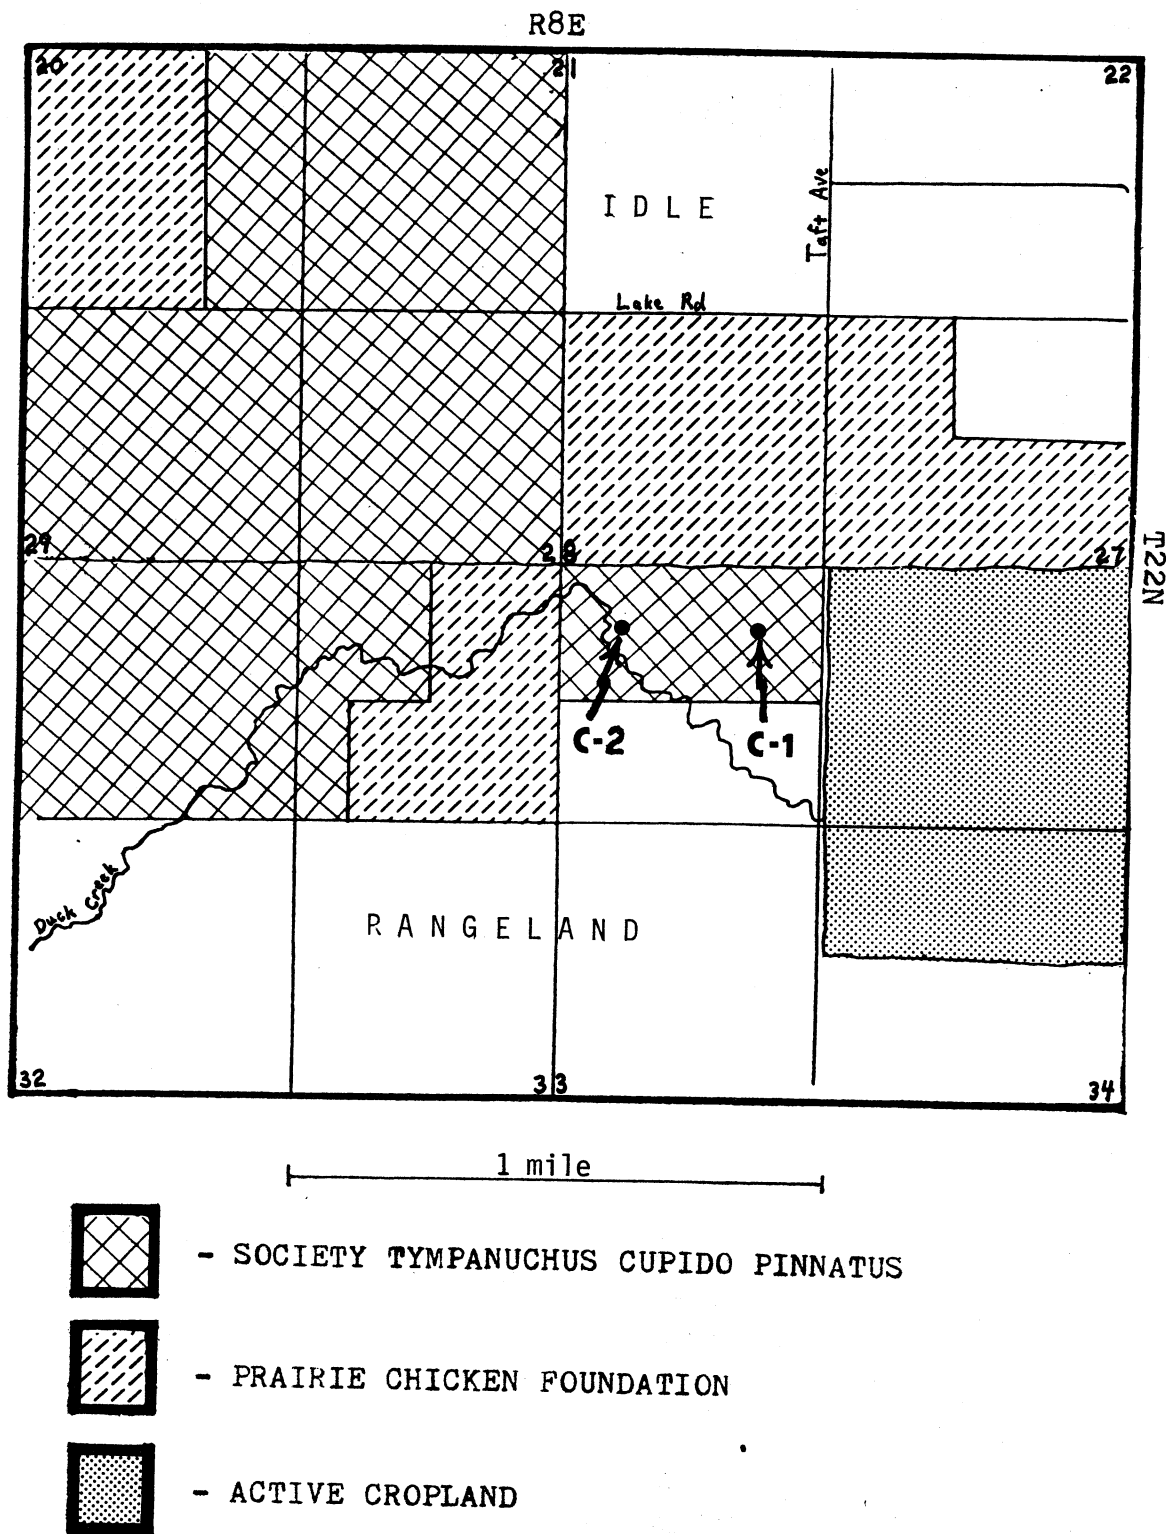 R8E
20
21
22
IDLE
Taft Ave
Lake Rd
29
28
27
T22N
C-2
C-1
Duck Creek
RANGELAND
32
33
34
1 mile
- SOCIETY TYMPANUCHUS CUPIDO PINNATUS
- PRAIRIE CHICKEN FOUNDATION
- ACTIVE CROPLAND